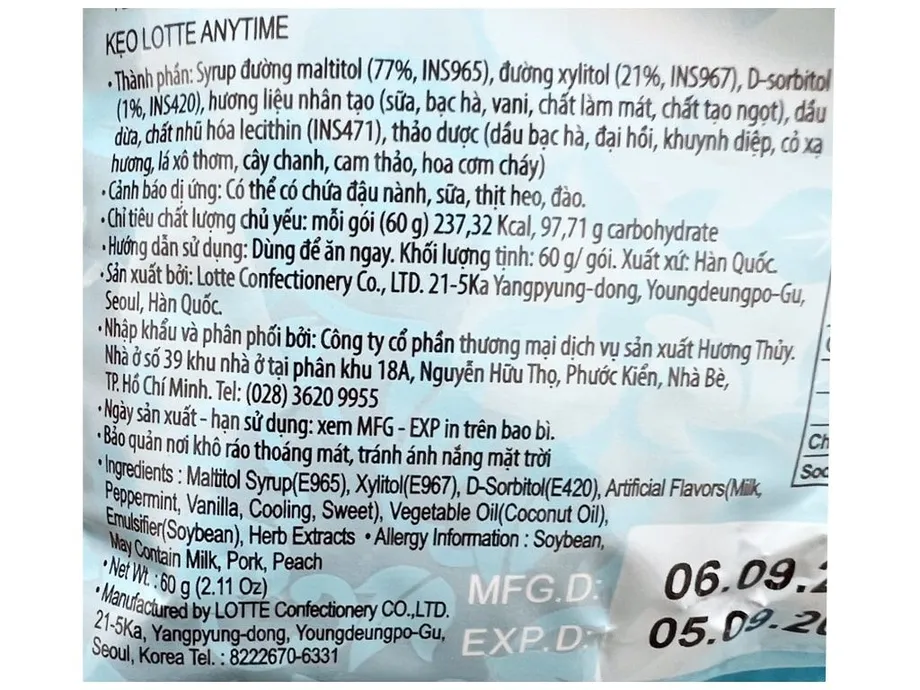 KẸO LOTTE ANYTIME
• Thành phần: Syrup đường maltitol (77%, INS965), đường xylitol (21%, INS967), D-sorbitol
(1%, INS420), hương liệu nhân tạo (sữa, bạc hà, vani, chất làm mát, chất tạo ngọt), dầu
dừa, chất nhũ hóa lecithin (INS471), thảo dược (dầu bạc hà, đại hồi, khuynh diệp, cỏ xạ
hương, lá xô thơm, cây chanh, cam thảo, hoa cơm cháy)
• Cảnh báo dị ứng: Có thể có chứa đậu nành, sữa, thịt heo, đào.
• Chỉ tiêu chất lượng chủ yếu: mỗi gói (60 g) 237,32 Kcal, 97,71 g carbohydrate
• Hướng dẫn sử dụng: Dùng để ăn ngay. Khối lượng tịnh: 60 g/ gói. Xuất xứ: Hàn Quốc.
• Sản xuất bởi: Lotte Confectionery Co., LTD. 21-5Ka Yangpyung-dong, Youngdeungpo-Gu,
Seoul, Hàn Quốc.
• Nhập khẩu và phân phối bởi: Công ty cổ phần thương mại dịch vụ sản xuất Hương Thủy.
Nhà ở số 39 khu nhà ở tại phân khu 18A, Nguyễn Hữu Thọ, Phước Kiển, Nhà Bè,
TP. Hồ Chí Minh. Tel: (028) 3620 9955
• Ngày sản xuất - hạn sử dụng: xem MFG - EXP in trên bao bì.
• Bảo quản nơi khô ráo thoáng mát, tránh ánh nắng mặt trời
Ch
• Ingredients : Maltitol Syrup(E965), Xylitol(E967), D-Sorbitol(E420), Artificial Flavors(Milk,
Soc
Peppermint, Vanilla, Cooling, Sweet), Vegetable Oil(Coconut Oil),
Emulsifier(Soybean), Herb Extracts • Allergy Information : Soybean,
May Contain Milk, Pork, Peach
• Net Wt. : 60 g (2.11 Oz)
MFG.D: 06.09.2
• Manufactured by LOTTE Confectionery CO.,LTD.
21-5Ka, Yangpyung-dong, Youngdeungpo-Gu,
EXP.D: 05.09.20
Seoul, Korea Tel. : 8222670-6331